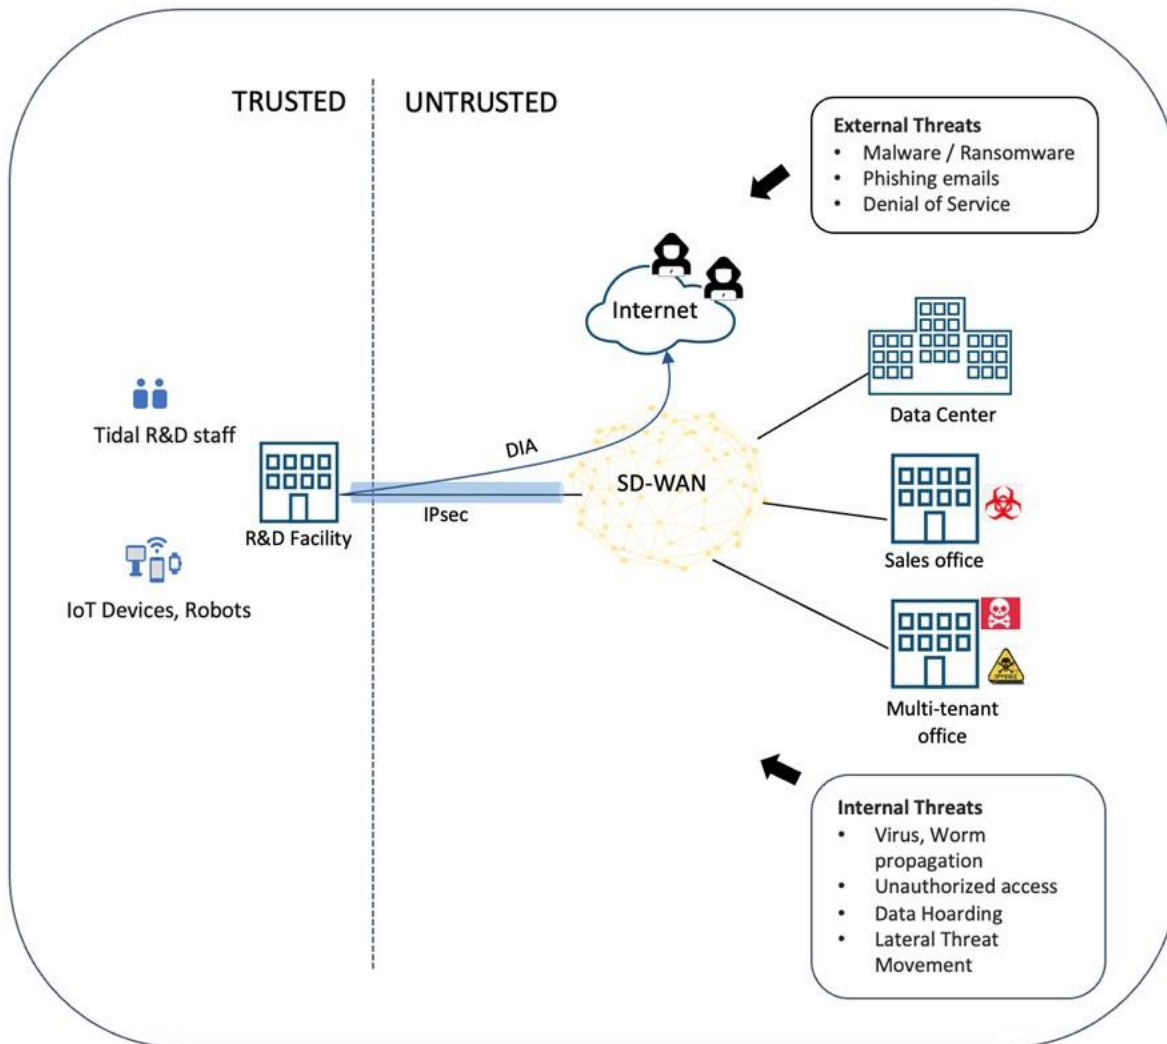 TRUSTED
UNTRUSTED
External Threats
• Malware / Ransomware
• Phishing emails
• Denial of Service
Internet
Data Center
Tidal R&D staff
DIA
SD-WAN
IPsec
R&D Facility
Sales office
IoT Devices, Robots
Multi-tenant
office
Internal Threats
• Virus, Worm
propagation
• Unauthorized access
• Data Hoarding
• Lateral Threat
Movement